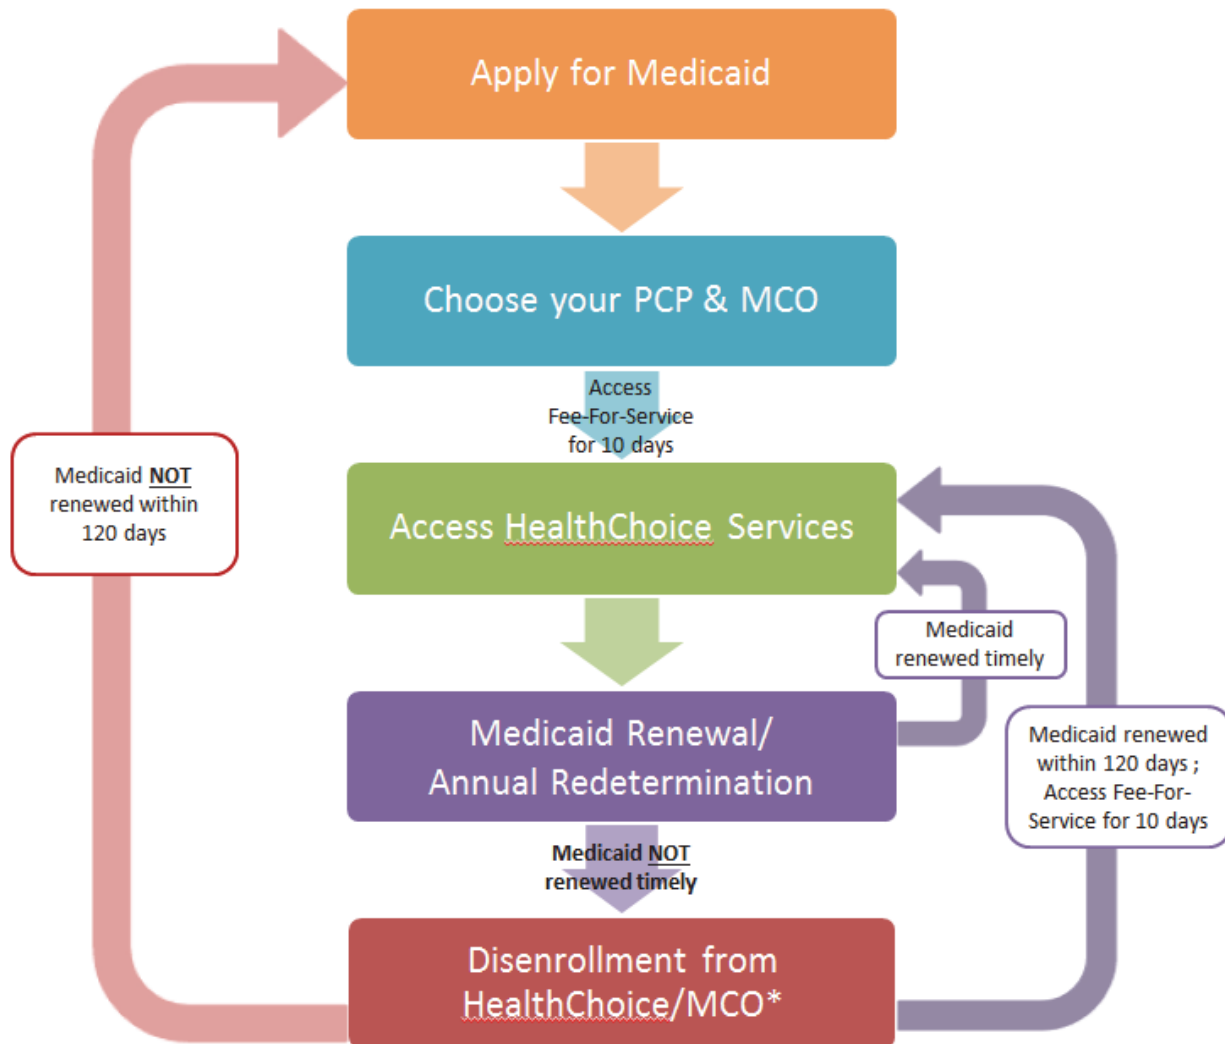 Apply for Medicaid
Choose your PCP & MCO
Access
Fee-For-Service
for 10 days
Medicaid NOT
renewed within
120 days
Access HealthChoice Services
Medicaid
renewed timely
Medicaid Renewal/
Annual Redetermination
Medicaid renewed
within 120 days ;
Access Fee-For-
Service for 10 days
Medicaid NOT
renewed timely
Disenrollment from
HealthChoice/MCO*